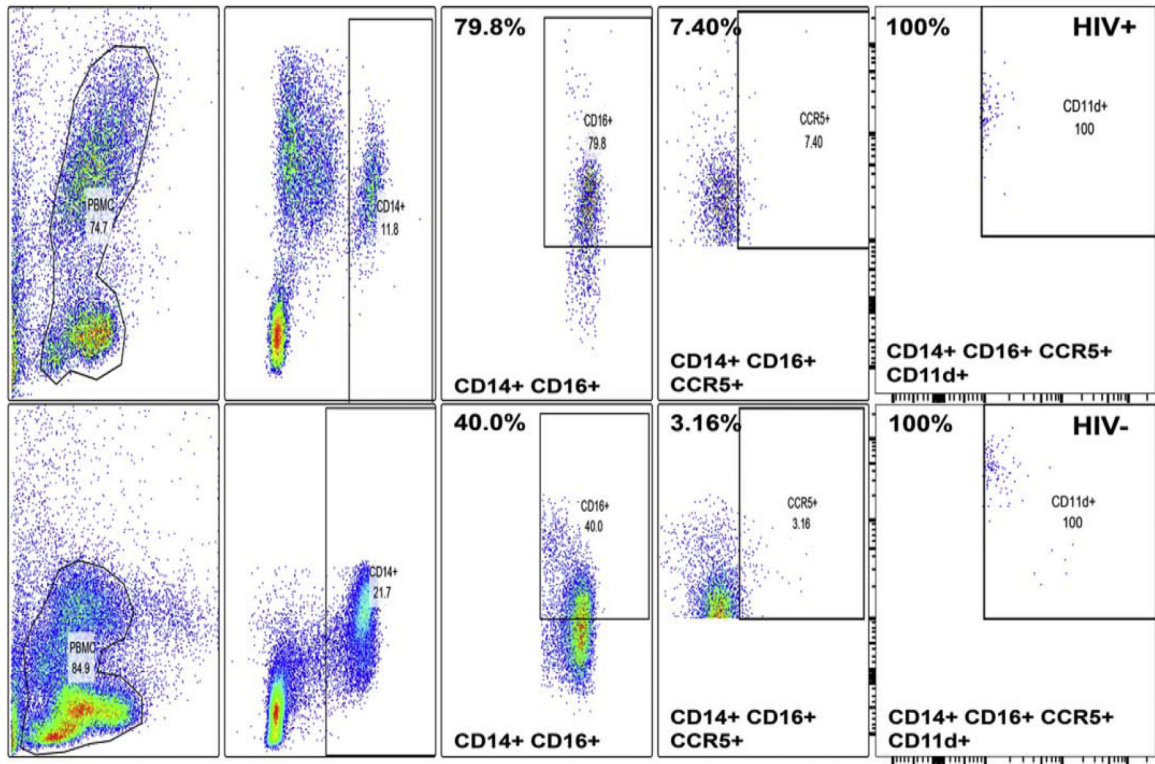 79.8%
7.40%
100%
HIV+
PBMC
74.7
CD14+
11.8
CD16+
79.8
CCR5+
7.40
CD11d+
100
CD14+ CD16+
CD14+ CD16+
CCR5+
CD14+ CD16+ CCR5+
CD11d+
40.0%
3.16%
100%
HIV-
PBMC
84.9
CD14+
21.7
CD16+
40.0
CCR5+
3.16
CD11d+
100
CD14+ CD16+
CD14+ CD16+
CCR5+
CD14+ CD16+ CCR5+
CD11d+